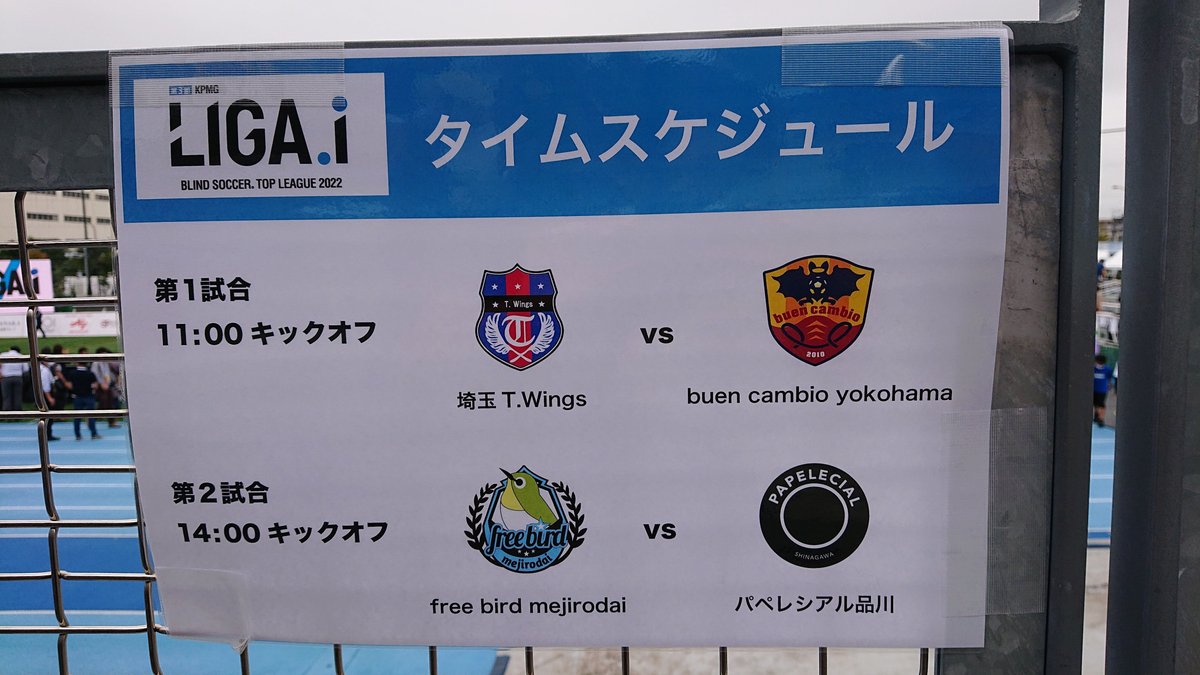 第3節 KPMG
LIGA.i
BLIND SOCCER. TOP LEAGUE 2022
タイムスケジュール
第1試合
11:00 キックオフ
T. Wings
T
vs
buen cambio
2010
埼玉 T.Wings
buen cambio yokohama
第2試合
14:00 キックオフ
free bird
mejirodai
vs
PAPELECIAL
SHINAGAWA
free bird mejirodai
パペレシアル品川